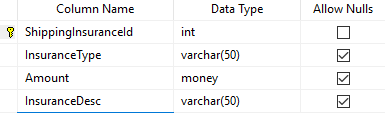 Column Name Data Type Allow Nulls
ShippingInsuranceId int
InsuranceType varchar(50)
Amount money
InsuranceDesc varchar(50)